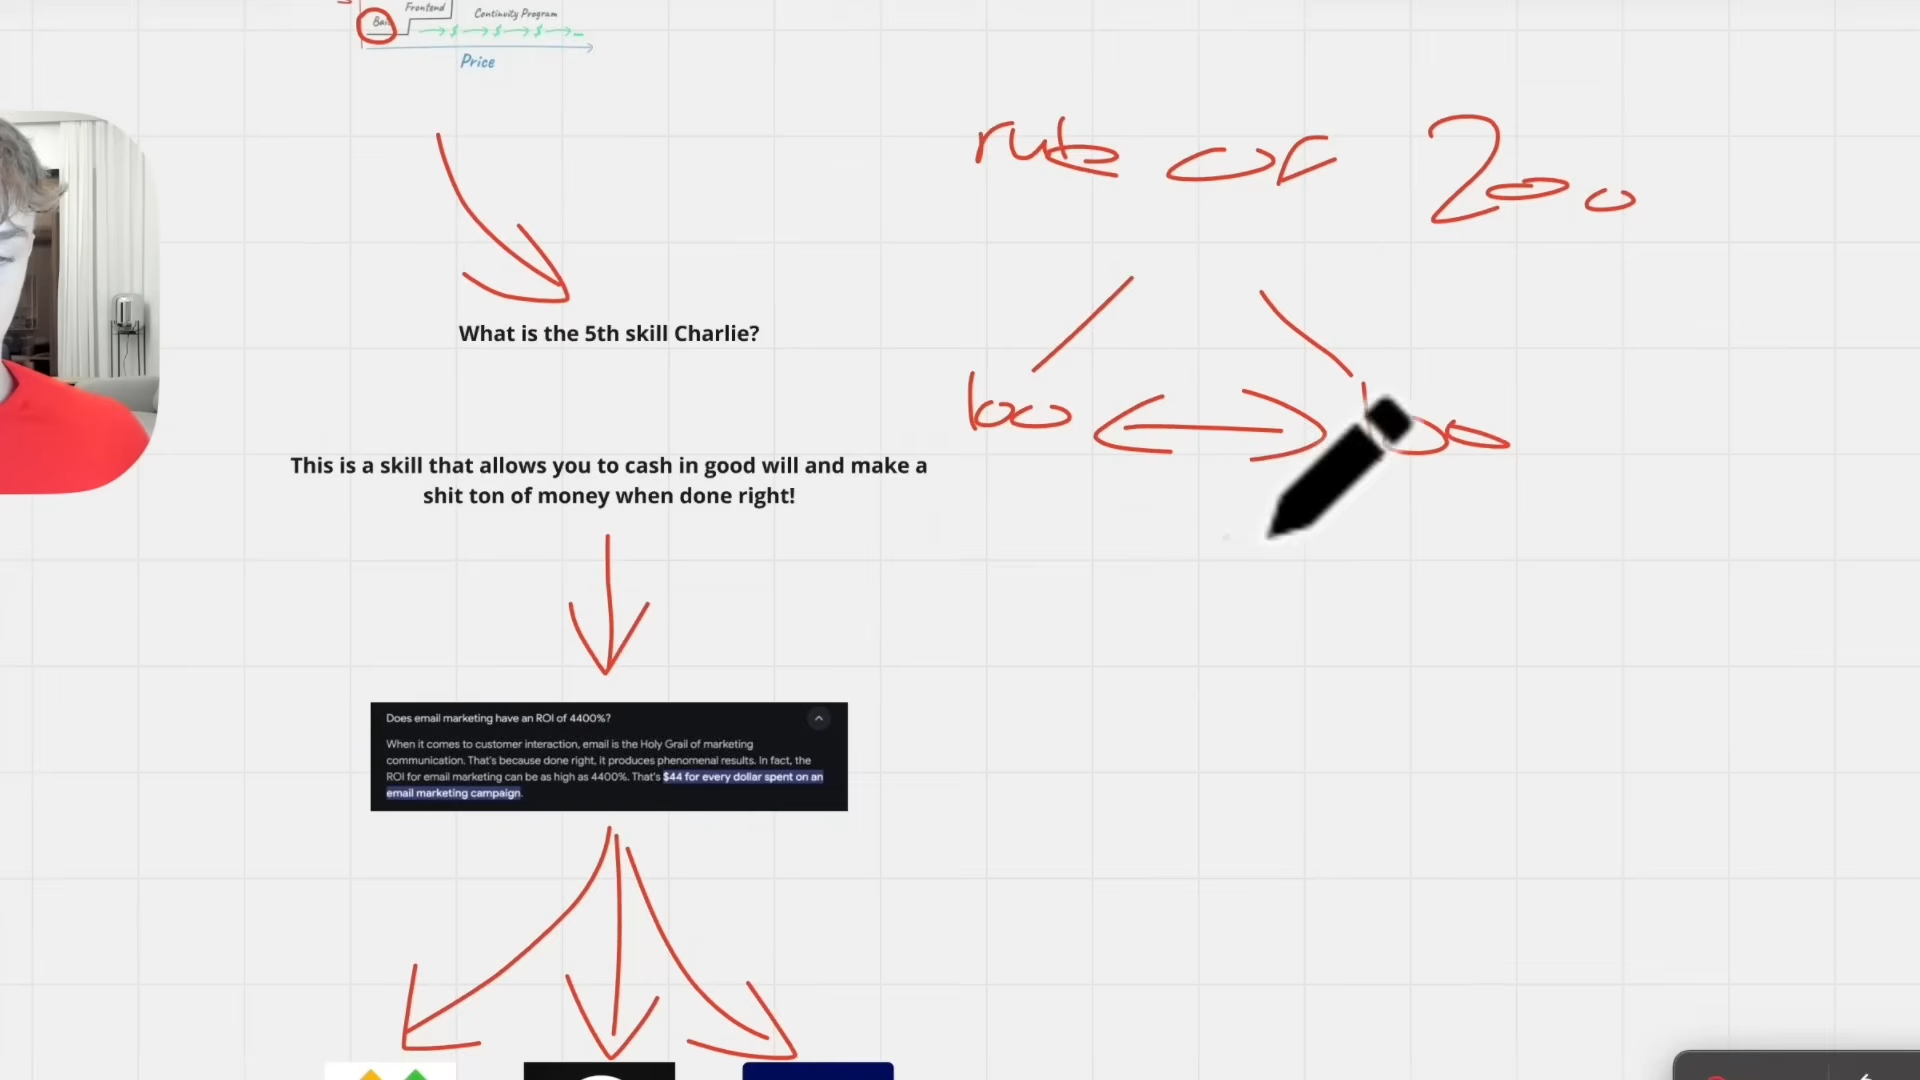 Frontend
Bai
Continuity Program
$ $ $
Price
rule of 200
100 100
What is the 5th skill Charlie?
This is a skill that allows you to cash in good will and make a
shit ton of money when done right!
Does email marketing have an ROI of 4400%?
When it comes to customer interaction, email is the Holy Grail of marketing
communication. That's because done right, it produces phenomenal results. In fact, the
ROI for email marketing can be as high as 4400%. That's $44 for every dollar spent on an
email marketing campaign.